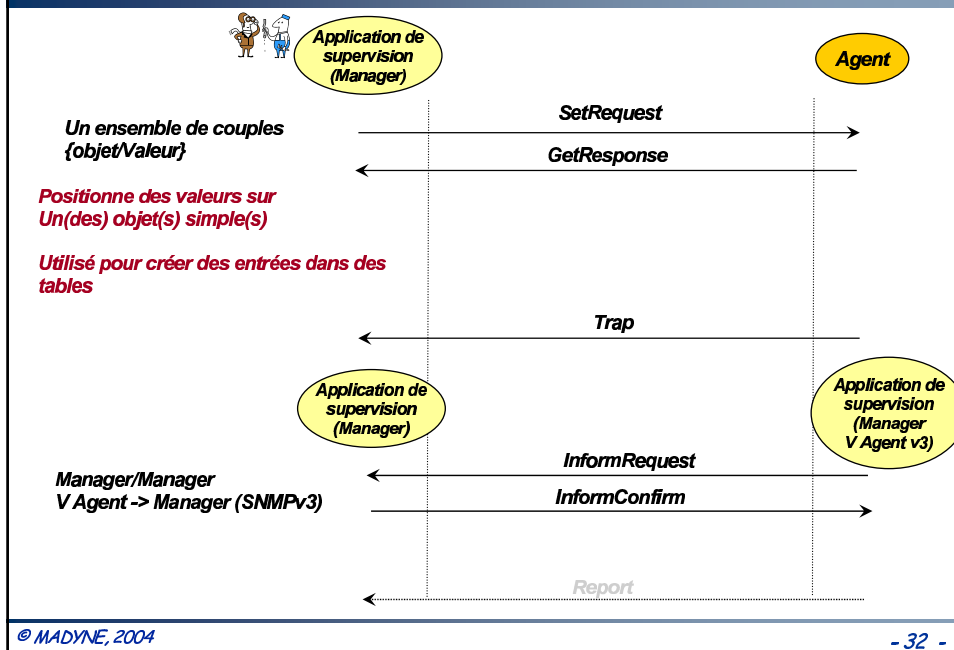 Application de
supervision
(Manager)
Agent
SetRequest
Un ensemble de couples
{objet/Valeur}
GetResponse
Positionne des valeurs sur
Un(des) objet(s) simple(s)
Utilisé pour créer des entrées dans des
tables
Trap
Application de
supervision
(Manager)
Application de
supervision
(Manager
V Agent v3)
InformRequest
Manager/Manager
V Agent -> Manager (SNMPv3)
InformConfirm
Report
© MADYNE, 2004
- 32 -